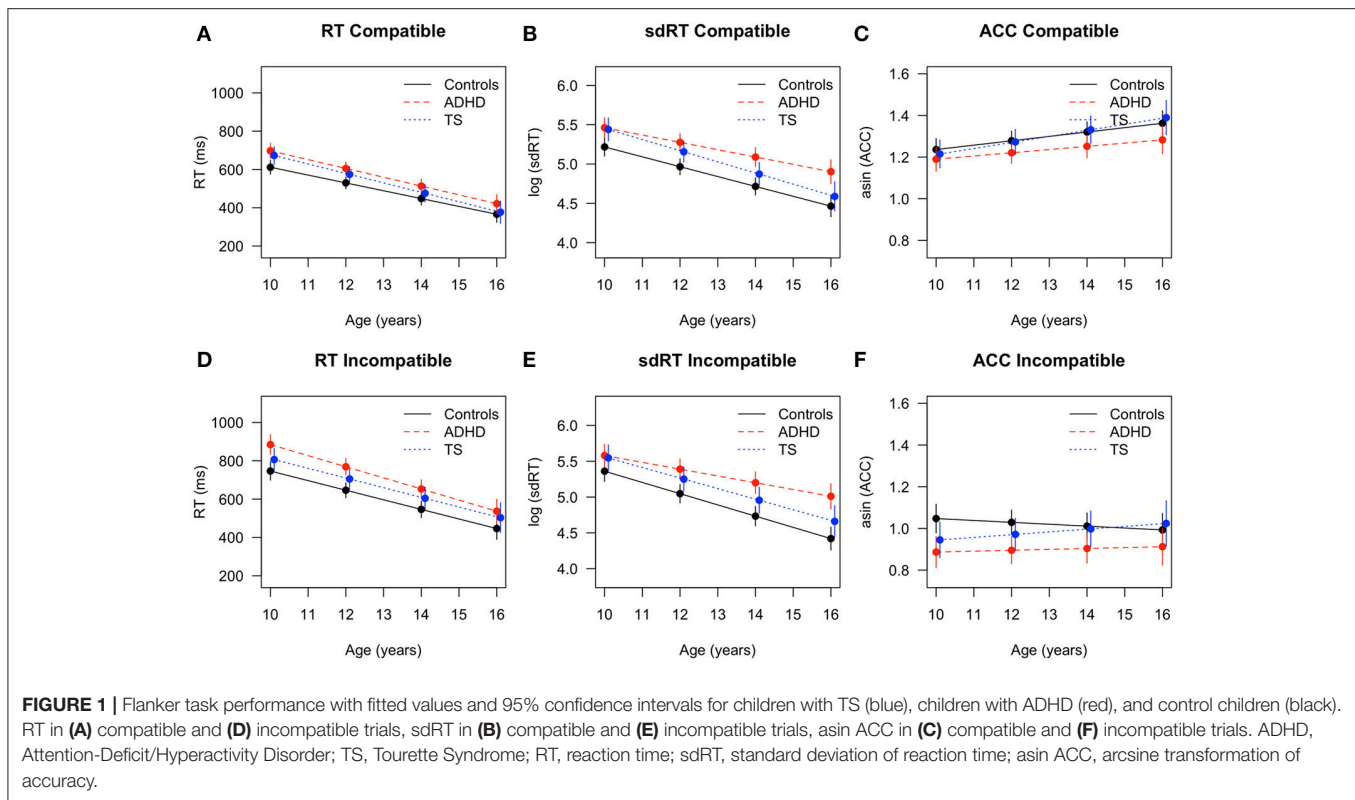 A
RT Compatible
Controls
ADHD
TS
RT (ms)
1000
800
600
400
200
10 11 12 13 14 15 16
Age (years)
B
sdRT Compatible
Controls
ADHD
TS
log (sdRT)
6.0
5.5
5.0
4.5
4.0
10 11 12 13 14 15 16
Age (years)
C
ACC Compatible
Controls
ADHD
TS
asin (ACC)
1.6
1.4
1.2
1.0
0.8
10 11 12 13 14 15 16
Age (years)
D
RT Incompatible
Controls
ADHD
TS
RT (ms)
1000
800
600
400
200
10 11 12 13 14 15 16
Age (years)
E
sdRT Incompatible
Controls
ADHD
TS
log (sdRT)
6.0
5.5
5.0
4.5
4.0
10 11 12 13 14 15 16
Age (years)
F
ACC Incompatible
Controls
ADHD
TS
asin (ACC)
1.6
1.4
1.2
1.0
0.8
10 11 12 13 14 15 16
Age (years)
FIGURE 1 | Flanker task performance with fitted values and 95% confidence intervals for children with TS (blue), children with ADHD (red), and control children (black).
RT in (A) compatible and (D) incompatible trials, sdRT in (B) compatible and (E) incompatible trials, asin ACC in (C) compatible and (F) incompatible trials. ADHD,
Attention-Deficit/Hyperactivity Disorder; TS, Tourette Syndrome; RT, reaction time; sdRT, standard deviation of reaction time; asin ACC, arcsine transformation of
accuracy.